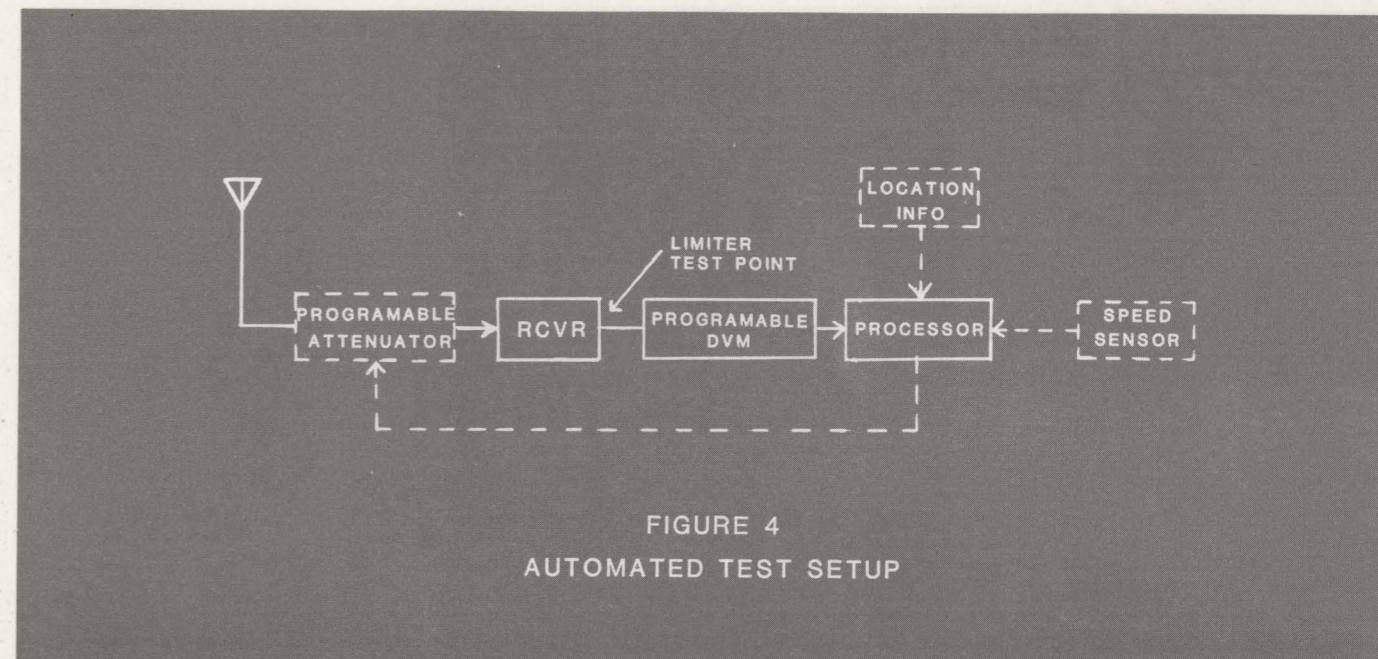 LOCATION
INFO
LIMITER
TEST POINT
PROGRAMABLE
ATTENUATOR
RCVR
PROGRAMABLE
DVM
PROCESSOR
SPEED
SENSOR
FIGURE 4
AUTOMATED TEST SETUP